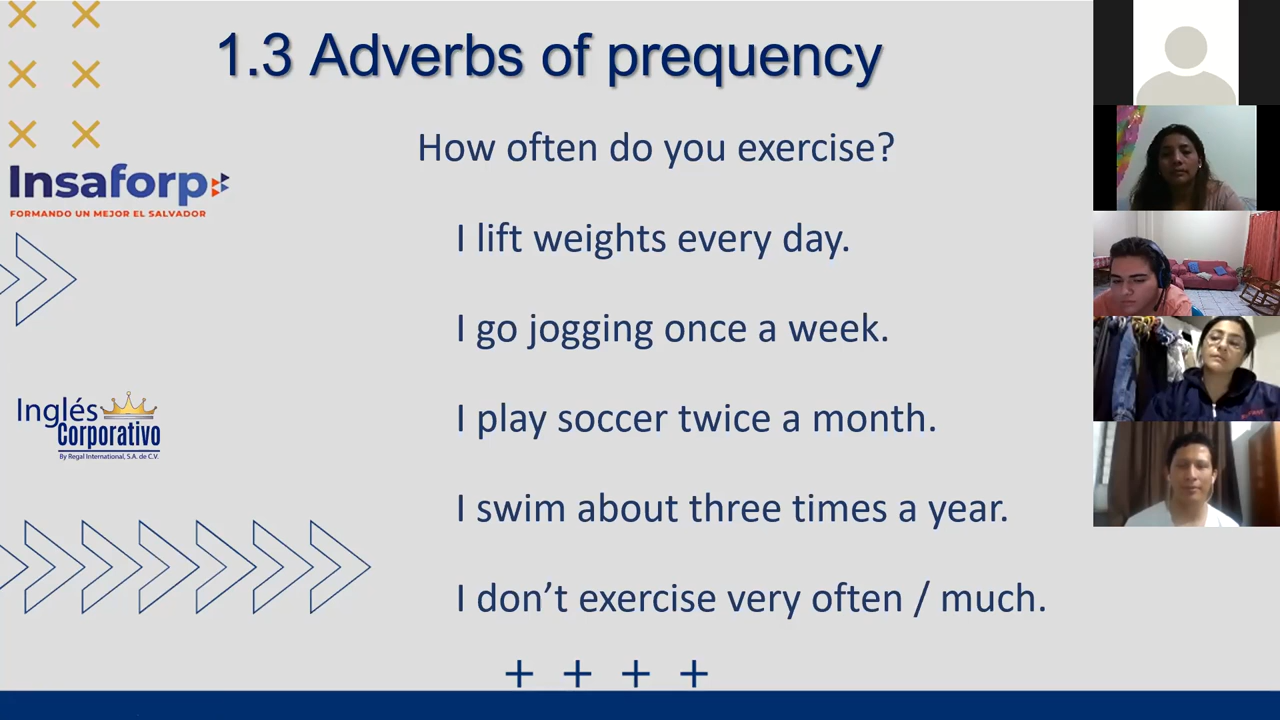 1.3 Adverbs of prequency
How often do you exercise?
Insaforp
FORMANDO UN MEJOR EL SALVADOR
I lift weights every day.
I go jogging once a week.
Inglés
Corporativo
By Regal International, S.A. de C.V.
I play soccer twice a month.
I swim about three times a year.
I don’t exercise very often / much.